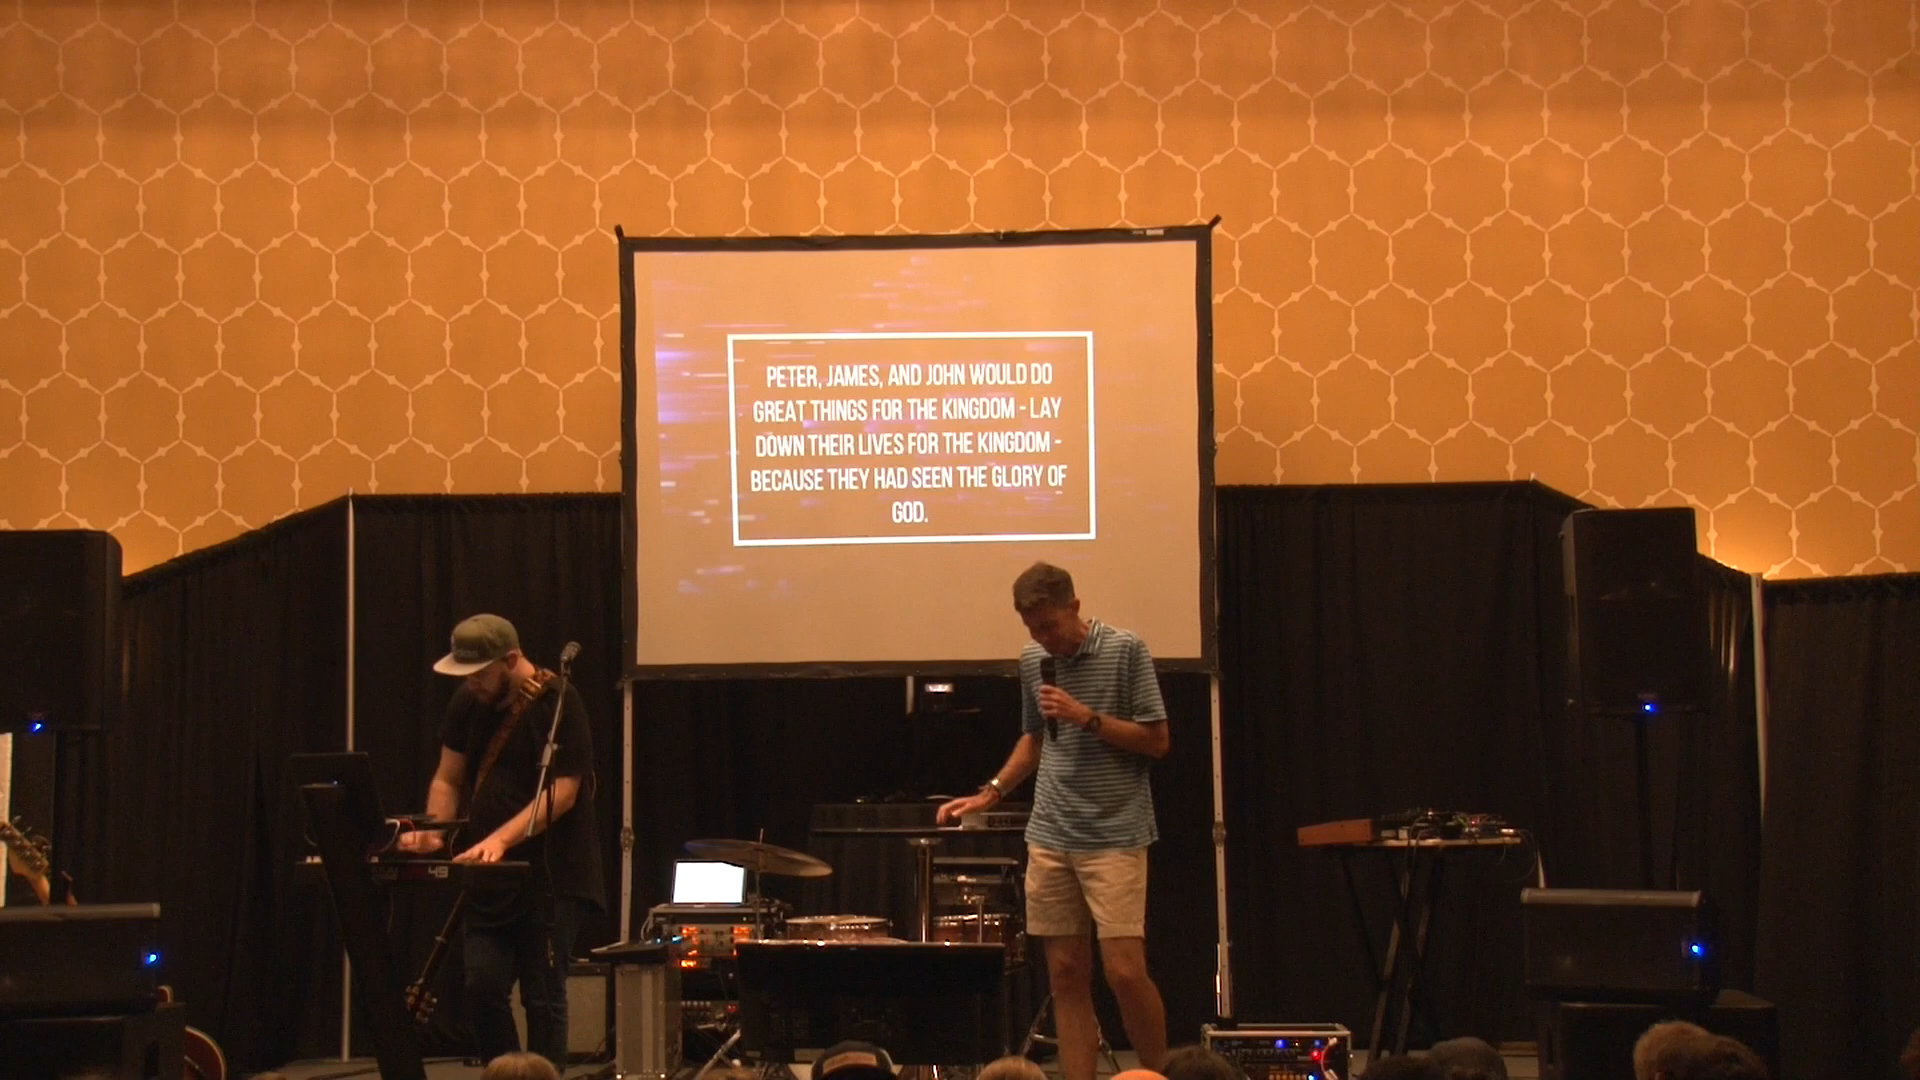 PETER, JAMES, AND JOHN WOULD DO
GREAT THINGS FOR THE KINGDOM - LAY
DOWN THEIR LIVES FOR THE KINGDOM -
BECAUSE THEY HAD SEEN THE GLORY OF
GOD.
49